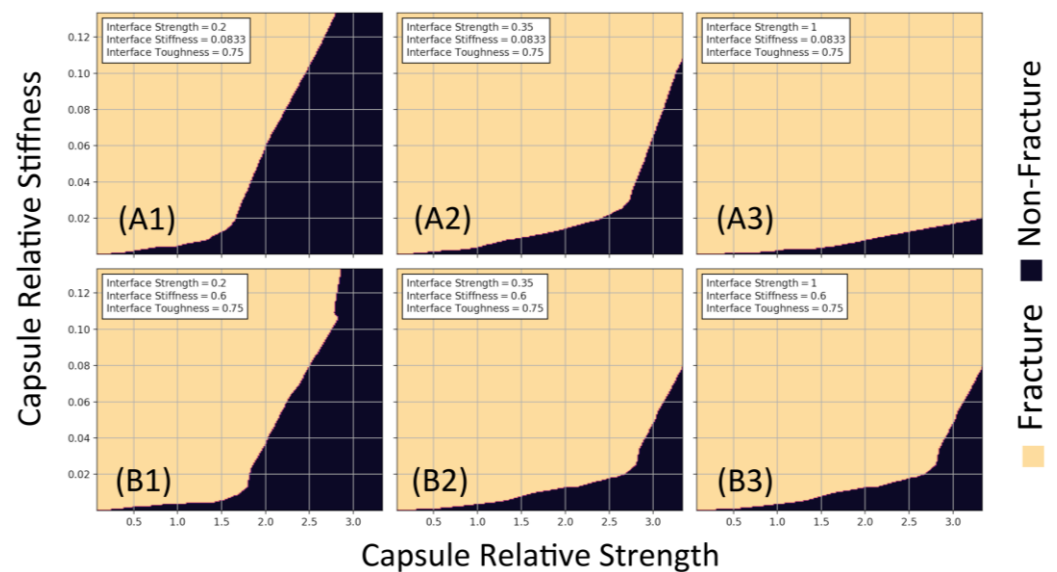 Capsule Relative Stiffness
0.12
0.10
0.08
0.06
0.04
0.02
Interface Strength = 0.2
Interface Stiffness = 0.0833
Interface Toughness = 0.75
(A1)
Interface Strength = 0.35
Interface Stiffness = 0.0833
Interface Toughness = 0.75
(A2)
Interface Strength = 1
Interface Stiffness = 0.0833
Interface Toughness = 0.75
(A3)
0.12
0.10
0.08
0.06
0.04
0.02
Interface Strength = 0.2
Interface Stiffness = 0.6
Interface Toughness = 0.75
(B1)
0.5 1.0 1.5 2.0 2.5 3.0
Interface Strength = 0.35
Interface Stiffness = 0.6
Interface Toughness = 0.75
(B2)
0.5 1.0 1.5 2.0 2.5 3.0
Interface Strength = 1
Interface Stiffness = 0.6
Interface Toughness = 0.75
(B3)
0.5 1.0 1.5 2.0 2.5 3.0
Capsule Relative Strength
Fracture
Non-Fracture